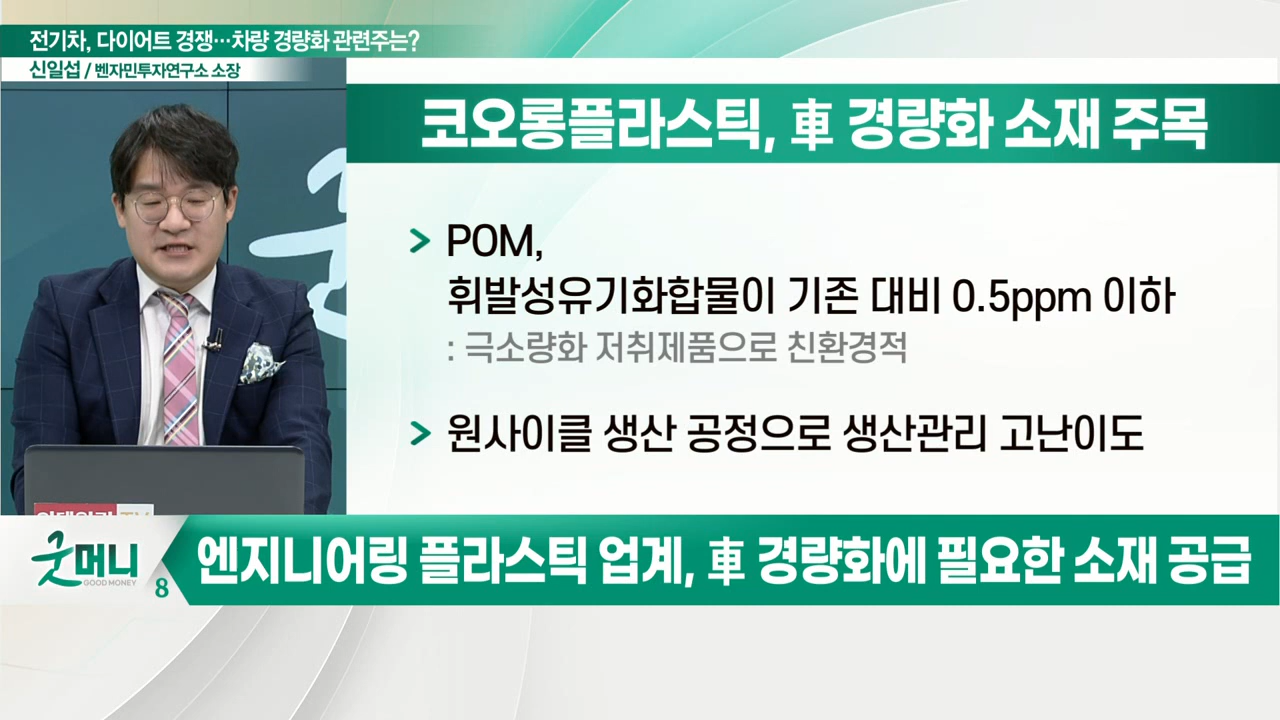 전기차, 다이어트 경쟁…차량 경량화 관련주는?
신일섭 / 벤자민투자연구소 소장
코오롱플라스틱, 車 경량화 소재 주목
> POM,
휘발성유기화합물이 기존 대비 0.5ppm 이하
: 극소량화 저취제품으로 친환경적
> 원사이클 생산 공정으로 생산관리 고난이도
굿머니
GOOD MONEY
8
엔지니어링 플라스틱 업계, 車 경량화에 필요한 소재 공급